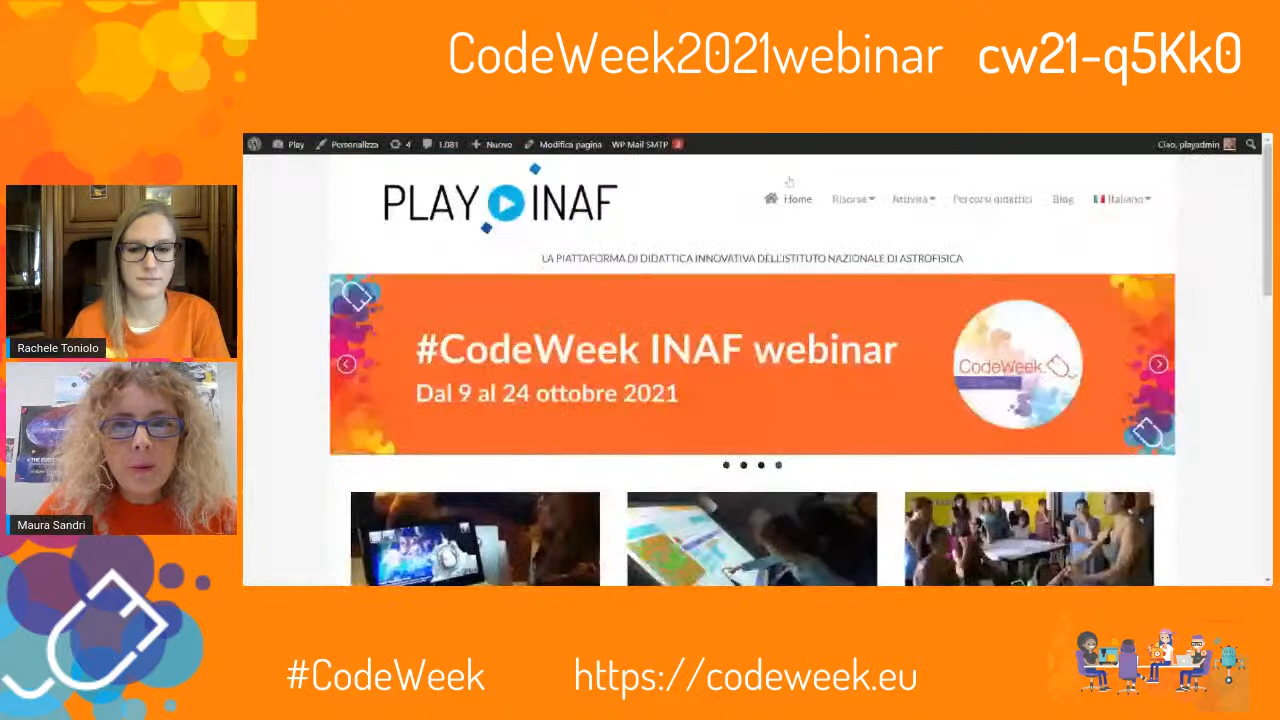 CodeWeek2021webinar cw21-q5Kk0
Play Personalizza 4 1.081 Nuovo Modifica pagina WP Mail SMTP Ciao, playadmin
PLAY INAF
Home Risorse Attività Percorsi didattici Blog Italiano
LA PIATTAFORMA DI DIDATTICA INNOVATIVA DELL'ISTITUTO NAZIONALE DI ASTROFISICA
#CodeWeek INAF webinar
Dal 9 al 24 ottobre 2021
CodeWeek
Rachele Toniolo
Maura Sandri
#CodeWeek https://codeweek.eu